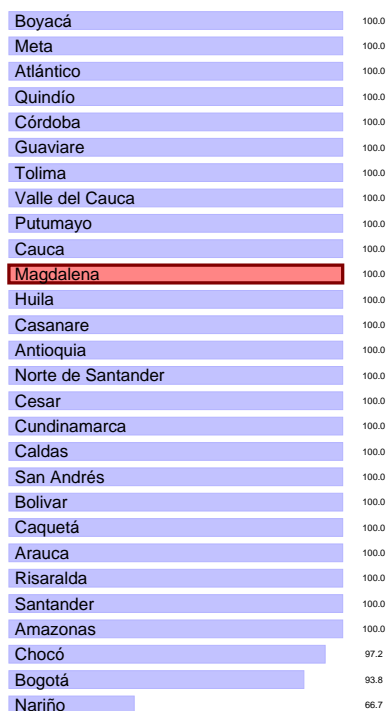 Boyacá 100.0
Meta 100.0
Atlántico 100.0
Quindío 100.0
Córdoba 100.0
Guaviare 100.0
Tolima 100.0
Valle del Cauca 100.0
Putumayo 100.0
Cauca 100.0
Magdalena 100.0
Huila 100.0
Casanare 100.0
Antioquia 100.0
Norte de Santander 100.0
Cesar 100.0
Cundinamarca 100.0
Caldas 100.0
San Andrés 100.0
Bolivar 100.0
Caquetá 100.0
Arauca 100.0
Risaralda 100.0
Santander 100.0
Amazonas 100.0
Chocó 97.2
Bogotá 93.8
Nariño 66.7